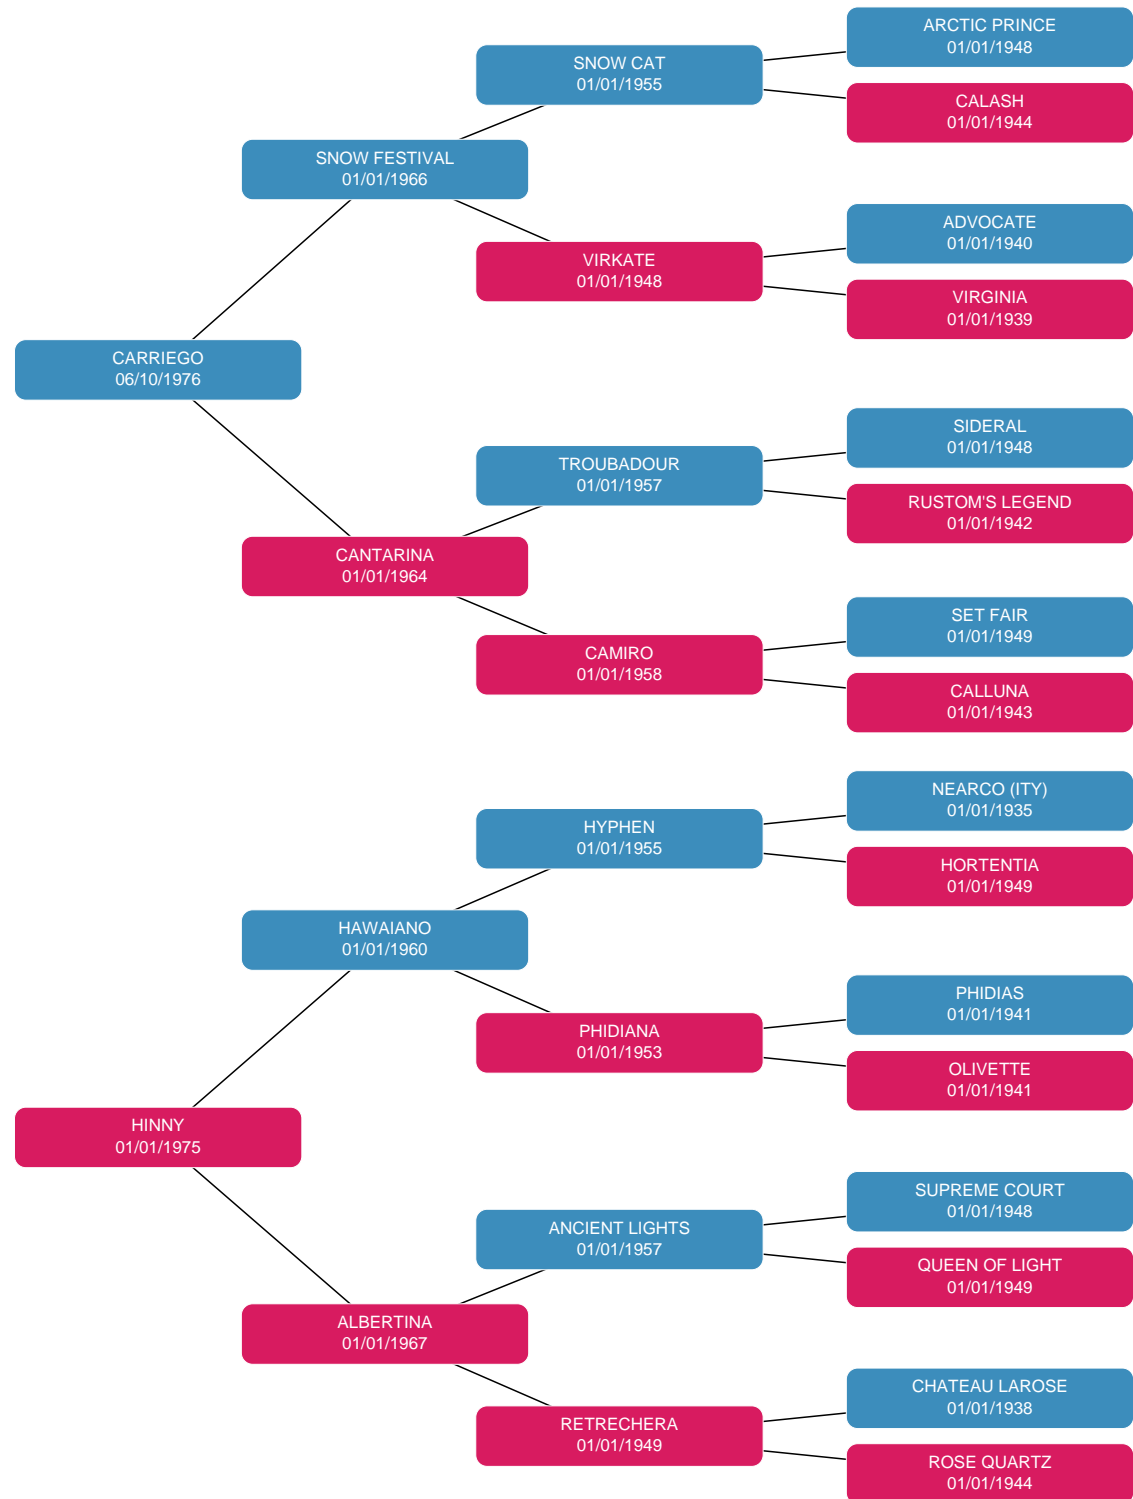 ARCTIC PRINCE
01/01/1948
SNOW CAT
01/01/1955
CALASH
01/01/1944
SNOW FESTIVAL
01/01/1966
ADVOCATE
01/01/1940
VIRKATE
01/01/1948
VIRGINIA
01/01/1939
CARRIEGO
06/10/1976
SIDERAL
01/01/1948
TROUBADOUR
01/01/1957
RUSTOM'S LEGEND
01/01/1942
CANTARINA
01/01/1964
SET FAIR
01/01/1949
CAMIRO
01/01/1958
CALLUNA
01/01/1943
NEARCO (ITY)
01/01/1935
HYPHEN
01/01/1955
HORTENTIA
01/01/1949
HAWAIANO
01/01/1960
PHIDIAS
01/01/1941
PHIDIANA
01/01/1953
OLIVETTE
01/01/1941
HINNY
01/01/1975
SUPREME COURT
01/01/1948
ANCIENT LIGHTS
01/01/1957
QUEEN OF LIGHT
01/01/1949
ALBERTINA
01/01/1967
CHATEAU LAROSE
01/01/1938
RETRECHERA
01/01/1949
ROSE QUARTZ
01/01/1944